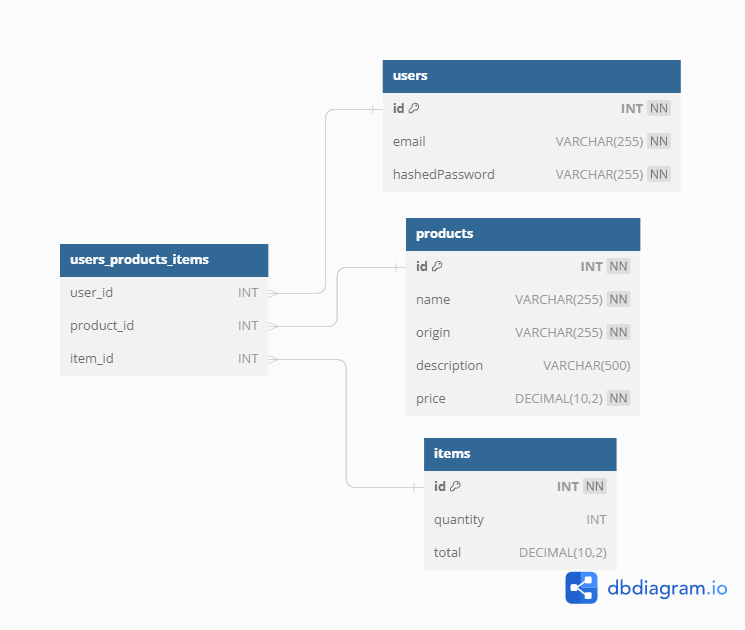 users
id INT NN
email VARCHAR(255) NN
hashedPassword VARCHAR(255) NN
products
id INT NN
name VARCHAR(255) NN
origin VARCHAR(255) NN
description VARCHAR(500)
price DECIMAL(10,2) NN
users_products_items
user_id INT
product_id INT
item_id INT
items
id INT NN
quantity INT
total DECIMAL(10,2)
dbdiagram.io